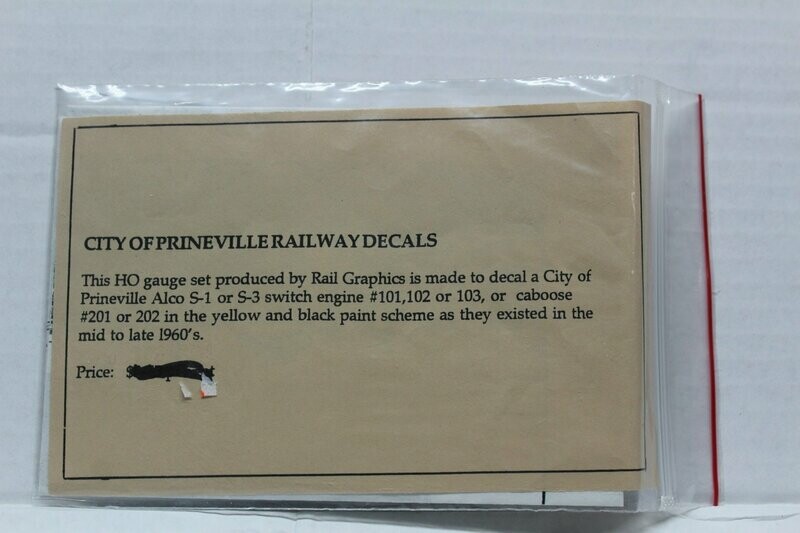 CITY OF PRINEVILLE RAILWAY DECALS
This HO gauge set produced by Rail Graphics is made to decal a City of
Prineville Alco S-1 or S-3 switch engine #101,102 or 103, or caboose
#201 or 202 in the yellow and black paint scheme as they existed in the
mid to late l960's.
Price: $